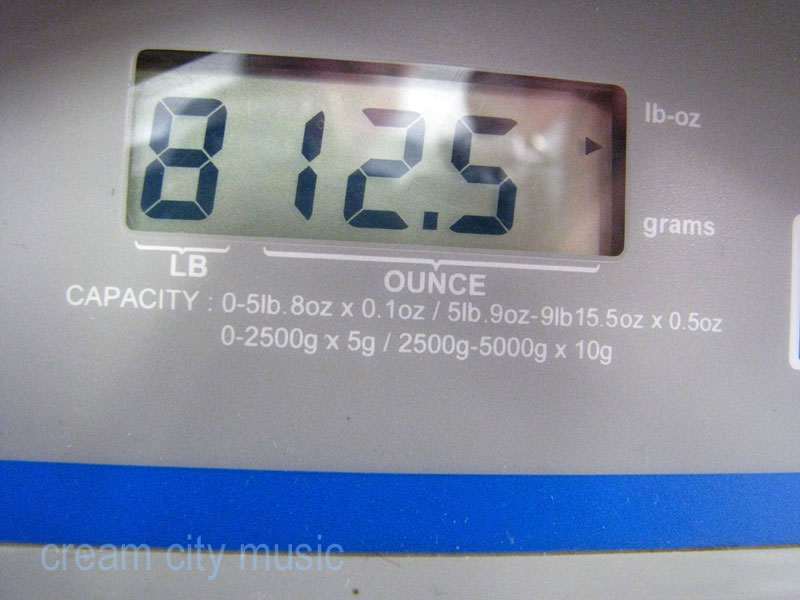 8 12.5
lb-oz
grams
LB
OUNCE
CAPACITY : 0-5lb.8oz x 0.1oz / 5lb.9oz-9lb15.5oz x 0.5oz
0-2500g x 5g / 2500g-5000g x 10g
cream city music